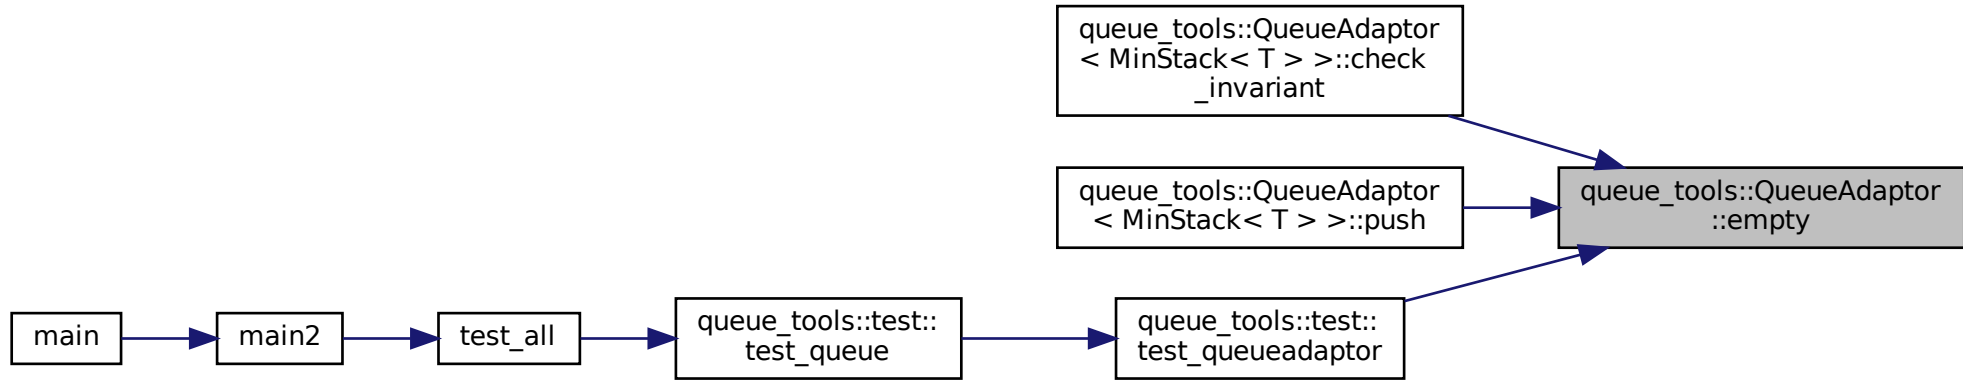 queue_tools::QueueAdaptor
< MinStack< T > >::check
_invariant
queue_tools::QueueAdaptor
< MinStack< T > >::push
queue_tools::QueueAdaptor
::empty
main
main2
test_all
queue_tools::test::
test_queue
queue_tools::test::
test_queueadaptor